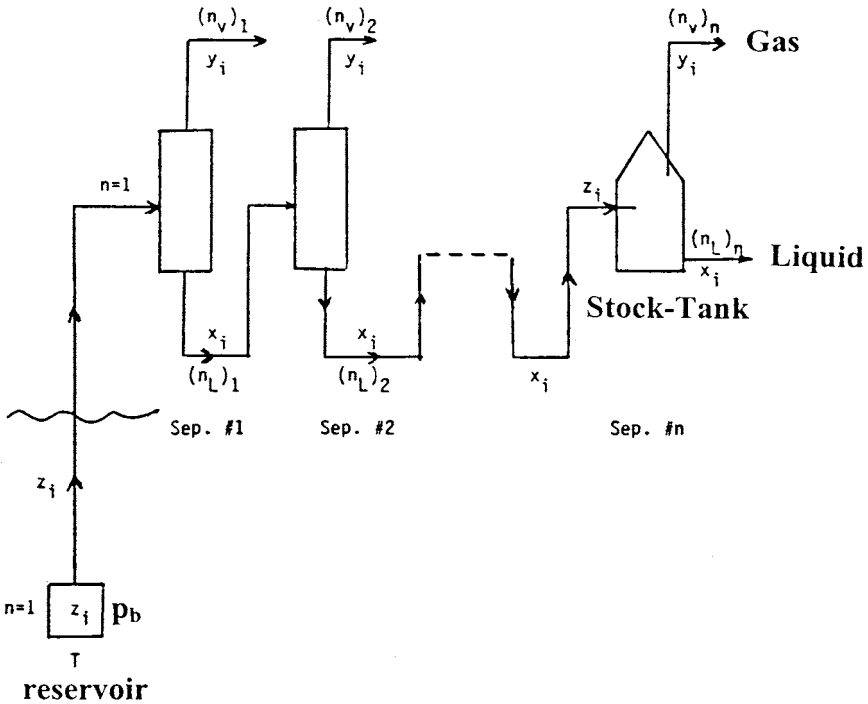 (n_v)_1
y_i
(n_v)_2
y_i
(n_v)_n
y_i
Gas
n=1
z_i
(n_L)_n
x_i
Liquid
Stock-Tank
x_i
(n_L)_1
x_i
(n_L)_2
x_i
Sep. #1
Sep. #2
Sep. #n
z_i
n=1
z_i
p_b
T
reservoir